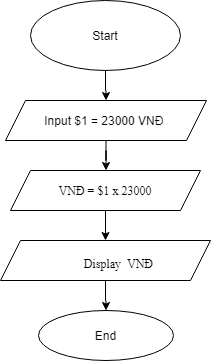 Start
Input $1 = 23000 VNĐ
VNĐ = $1 x 23000
Display VNĐ
End